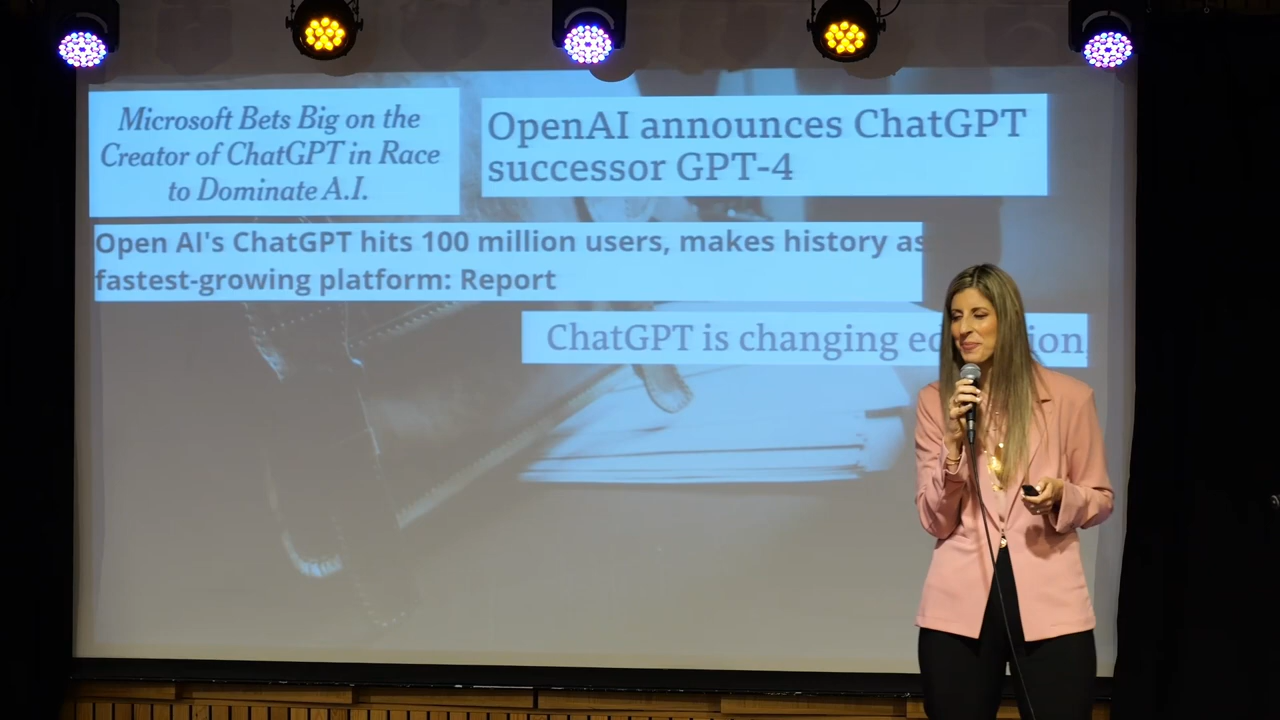 Microsoft Bets Big on the
Creator of ChatGPT in Race
to Dominate A.I.
OpenAI announces ChatGPT
successor GPT-4
Open AI's ChatGPT hits 100 million users, makes history as
fastest-growing platform: Report
ChatGPT is changing